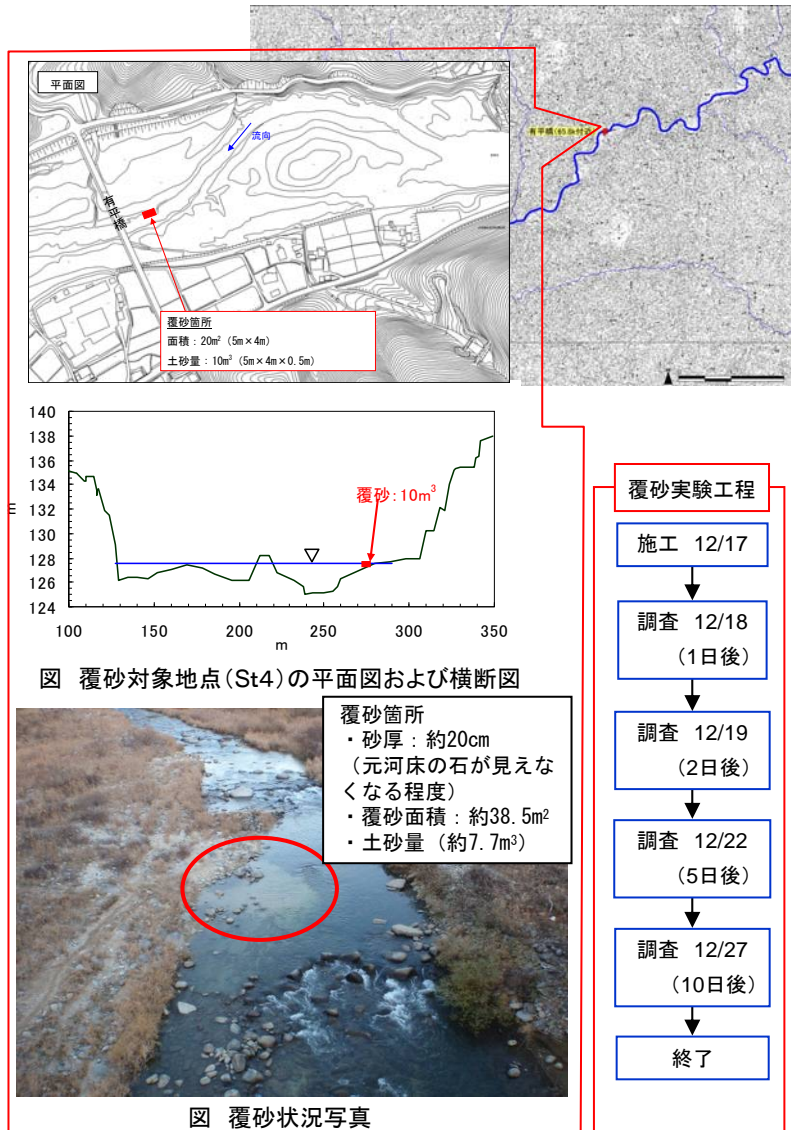 平面図
流向
有平橋
有平橋(65.8k付近)
覆砂箇所
面積：20m²（5m×4m）
土砂量：10m³（5m×4m×0.5m）
140
138
136
134
132
130
128
126
124
m
覆砂：10m³
100
150
200
250
300
350
m
図 覆砂対象地点（St4）の平面図および横断図
覆砂箇所
・砂厚：約20cm
（元河床の石が見えな
くなる程度）
・覆砂面積：約38.5m²
・土砂量（約7.7m³）
図 覆砂状況写真
覆砂実験工程
施工 12/17
調査 12/18
（1日後）
調査 12/19
（2日後）
調査 12/22
（5日後）
調査 12/27
（10日後）
終了